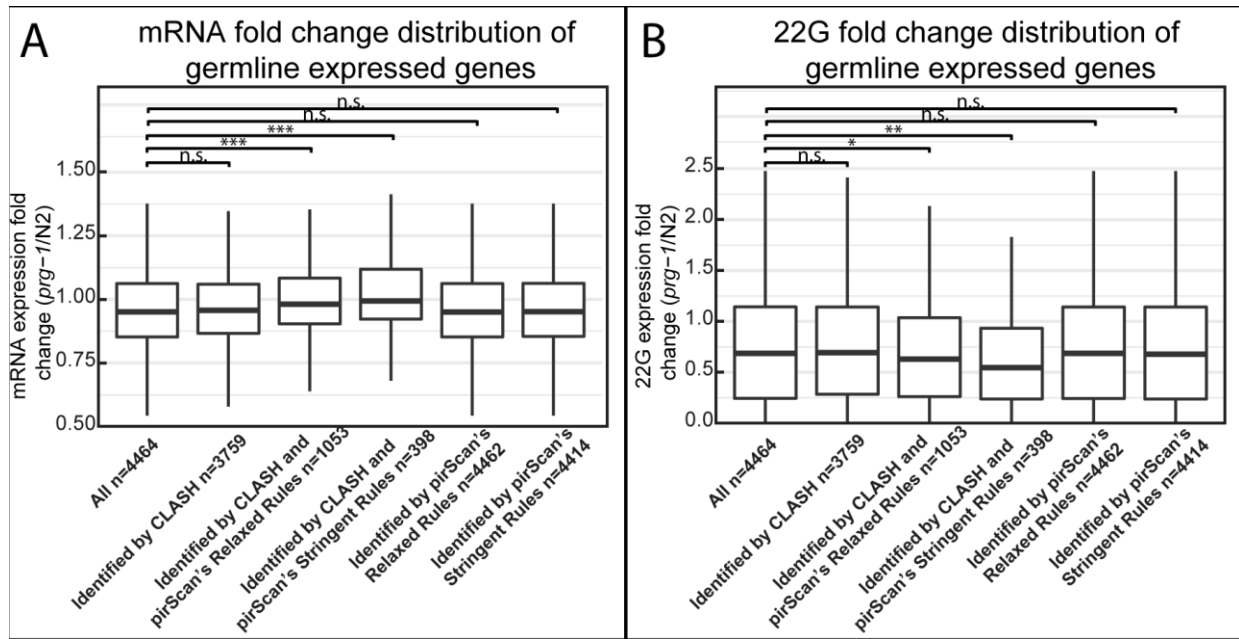 A
mRNA fold change distribution of
germline expressed genes
n.s.
n.s.
***
***
n.s.
1.50
1.25
1.00
0.75
0.50
mRNA expression fold
change (prg−1/N2)
All n=4464
Identified by CLASH n=3759
Identified by CLASH and
pirScan's Relaxed Rules n=1053
Identified by CLASH and
pirScan's Stringent Rules n=398
Identified by pirScan's
Relaxed Rules n=4462
Identified by pirScan's
Stringent Rules n=4414
B
22G fold change distribution of
germline expressed genes
n.s.
n.s.
**
*
n.s.
2.5
2.0
1.5
1.0
0.5
0.0
22G expression fold
change (prg−1/N2)
All n=4464
Identified by CLASH n=3759
Identified by CLASH and
pirScan's Relaxed Rules n=1053
Identified by CLASH and
pirScan's Stringent Rules n=398
Identified by pirScan's
Relaxed Rules n=4462
Identified by pirScan's
Stringent Rules n=4414